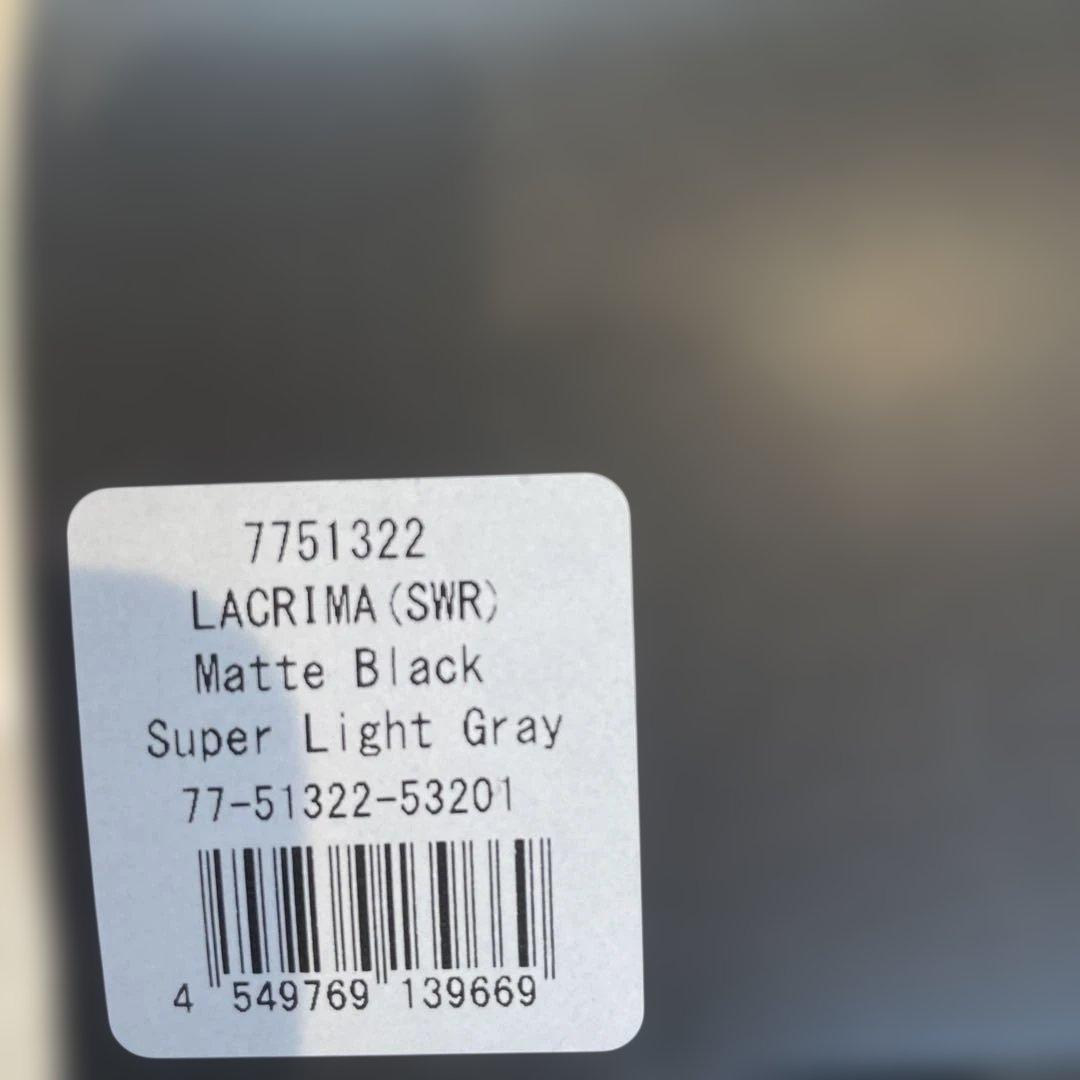 7751322
LACRIMA(SWR)
Matte Black
Super Light Gray
77-51322-53201
4 549769 139669